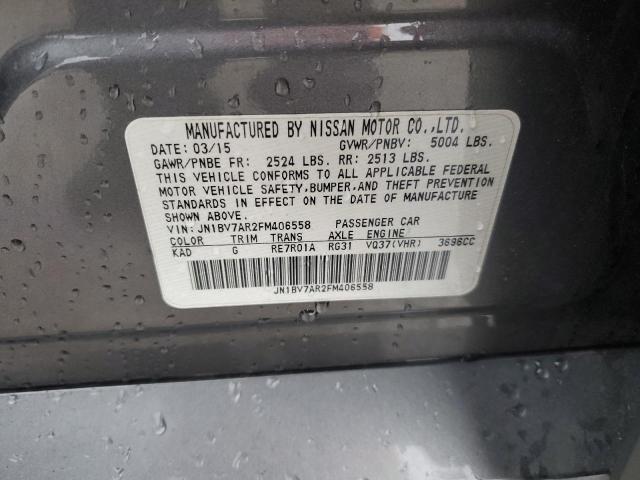 MANUFACTURED BY NISSAN MOTOR CO.,LTD.
DATE: 03/15 GVWR/PNBV: 5004 LBS.
GAWR/PNBE FR: 2524 LBS. RR: 2513 LBS.
THIS VEHICLE CONFORMS TO ALL APPLICABLE FEDERAL
MOTOR VEHICLE SAFETY,BUMPER,AND THEFT PREVENTION
STANDARDS IN EFFECT ON THE DATE OF MANUFACTURE
SHOWN ABOVE.
VIN: JN1BV7AR2FM406558 PASSENGER CAR
COLOR TRIM TRANS AXLE ENGINE
KAD G RE7R01A RG31 VQ37(VHR) 3696CC
JN1BV7AR2FM406558